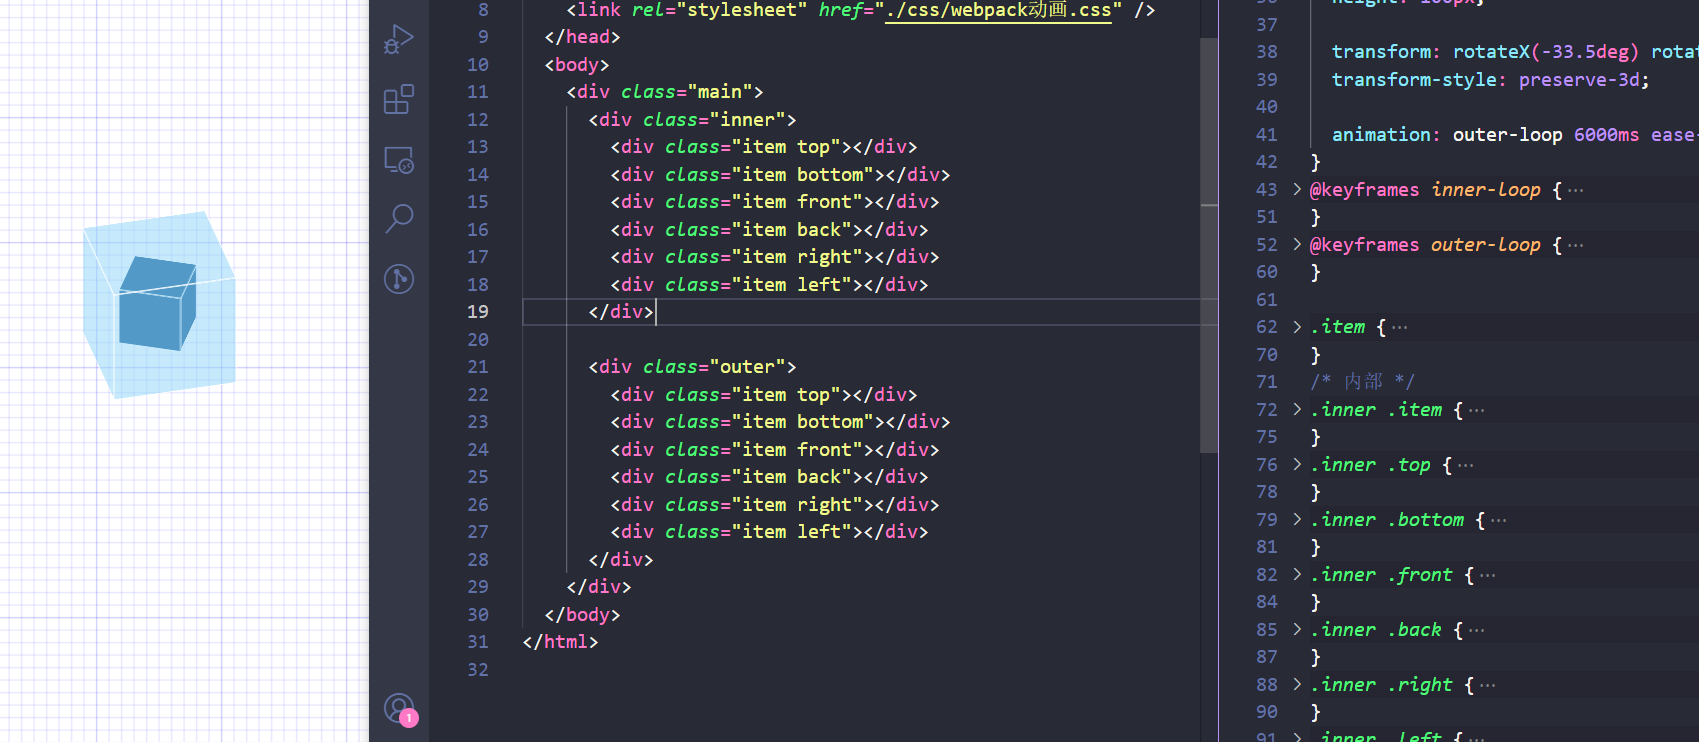 8 <link rel="stylesheet" href="./css/webpack动画.css" />
9 </head>
10 <body>
11 <div class="main">
12 <div class="inner">
13 <div class="item top"></div>
14 <div class="item bottom"></div>
15 <div class="item front"></div>
16 <div class="item back"></div>
17 <div class="item right"></div>
18 <div class="item left"></div>
19 </div>
20
21 <div class="outer">
22 <div class="item top"></div>
23 <div class="item bottom"></div>
24 <div class="item front"></div>
25 <div class="item back"></div>
26 <div class="item right"></div>
27 <div class="item left"></div>
28 </div>
29 </div>
30 </body>
31 </html>
32
1
height: 100px;
37
38 transform: rotateX(-33.5deg)
39 transform-style: preserve-3d;
40
41 animation: outer-loop 6000ms ease-
42 }
43 @keyframes inner-loop {···
51 }
52 @keyframes outer-loop {···
60 }
61
62 .item {···
70 }
71 /* 内部 */
72 .inner .item {···
75 }
76 .inner .top {···
78 }
79 .inner .bottom {···
81 }
82 .inner .front {···
84 }
85 .inner .back {···
87 }
88 .inner .right {···
90 }
91 .inner .left {···